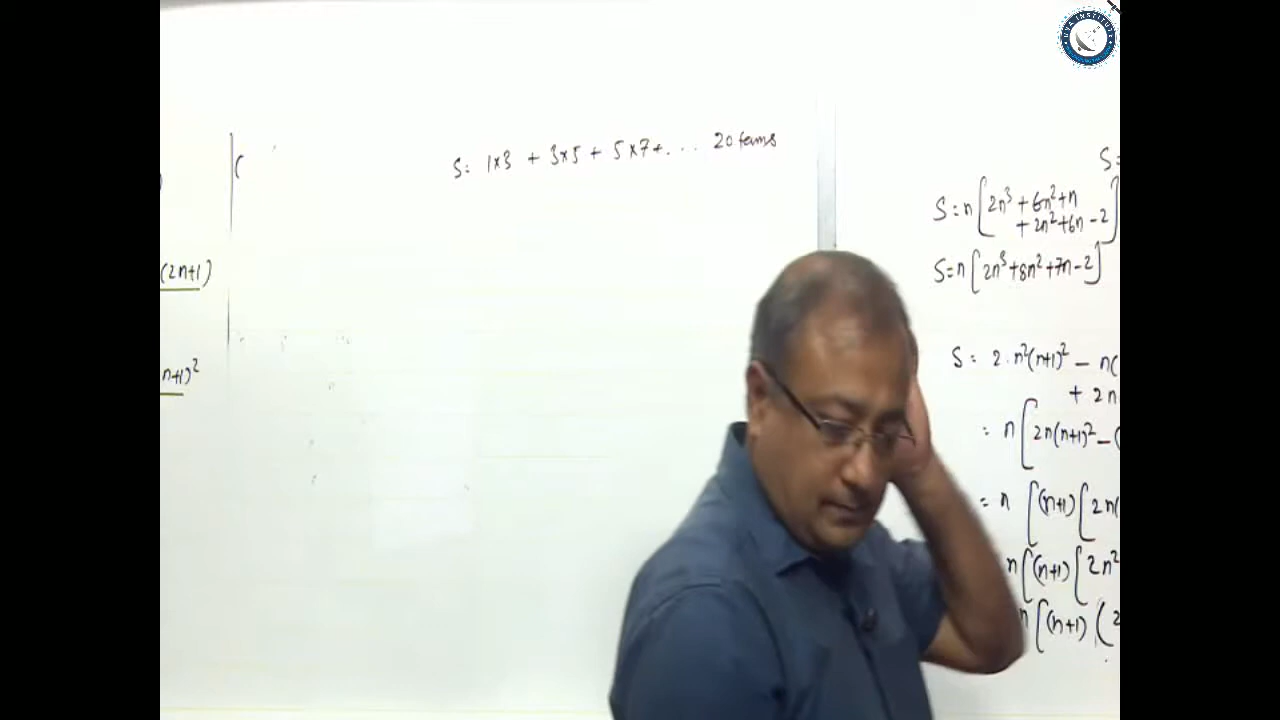 (
S= 1×3 + 3×5 + 5×7+... 20 terms
(2n+1)
n+1)²
S=
S=n[2n³+6n²+n
+2n²+6n-2]
S=n[2n³+8n²+7n-2]
S= 2.n²(n+1)² - n(
+ 2n
= n[2n(n+1)² - (
= n[(n+1)[2n(
n[(n+1)[2n²
n[(n+1)(2